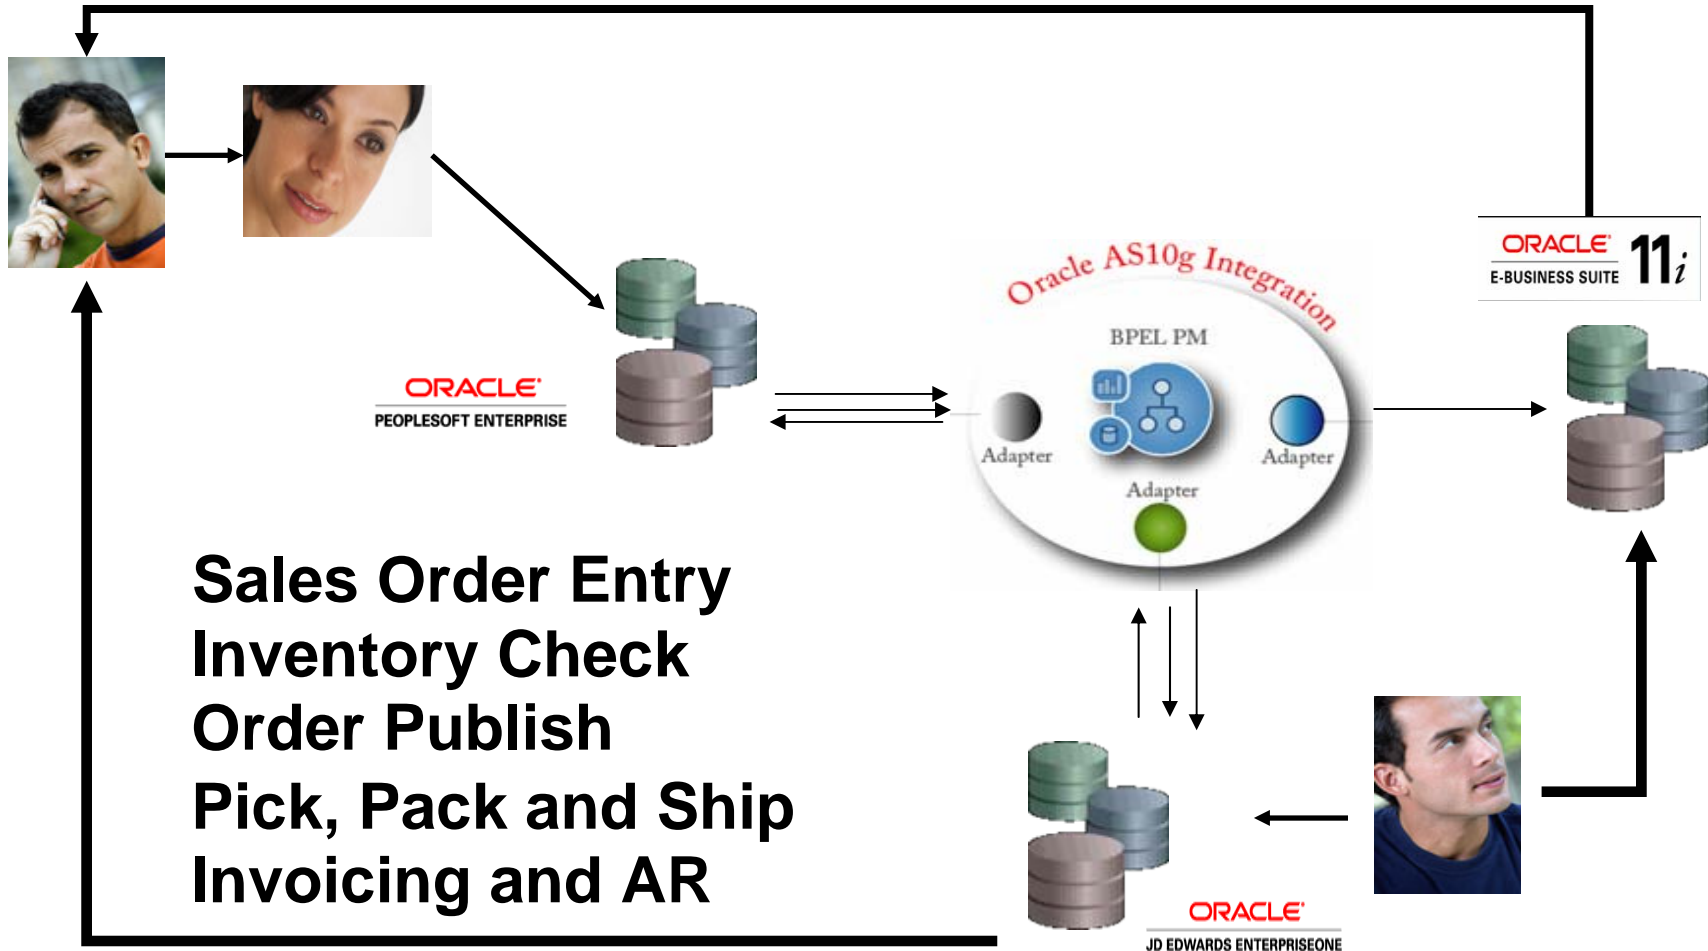 Oracle AS10g Integration
ORACLE
E-BUSINESS SUITE
11i
BPEL PM
ORACLE
PEOPLESOFT ENTERPRISE
Adapter
Adapter
Adapter
Sales Order Entry
Inventory Check
Order Publish
Pick, Pack and Ship
Invoicing and AR
ORACLE
JD EDWARDS ENTERPRISEONE